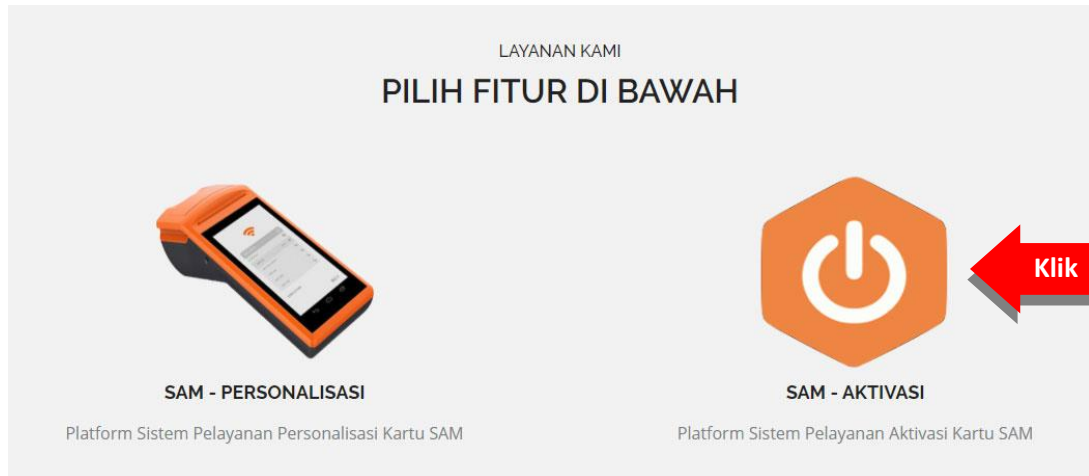 LAYANAN KAMI
PILIH FITUR DI BAWAH
Klik
SAM - PERSONALISASI
SAM - AKTIVASI
Platform Sistem Pelayanan Personalisasi Kartu SAM
Platform Sistem Pelayanan Aktivasi Kartu SAM